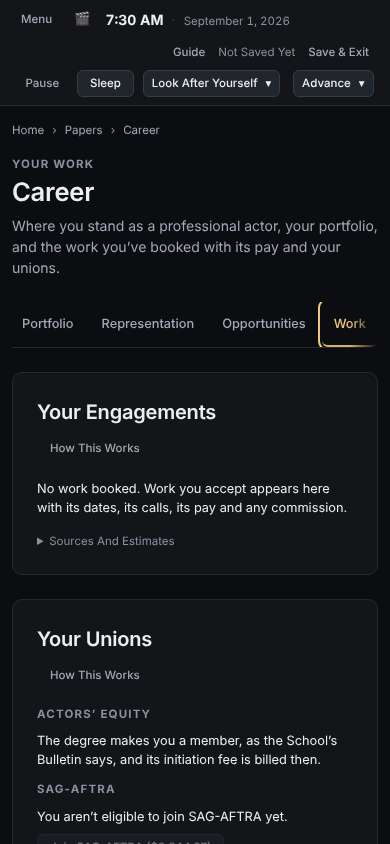 Menu 7:30 AM · September 1, 2026
Guide Not Saved Yet Save & Exit
Pause Sleep Look After Yourself ▾ Advance ▾
Home › Papers › Career
YOUR WORK
Career
Where you stand as a professional actor, your portfolio,
and the work you’ve booked with its pay and your
unions.
Portfolio Representation Opportunities Work
Your Engagements
How This Works
No work booked. Work you accept appears here
with its dates, its calls, its pay and any commission.
▶ Sources And Estimates
Your Unions
How This Works
ACTORS’ EQUITY
The degree makes you a member, as the School’s
Bulletin says, and its initiation fee is billed then.
SAG-AFTRA
You aren’t eligible to join SAG-AFTRA yet.
Join SAG-AFTRA